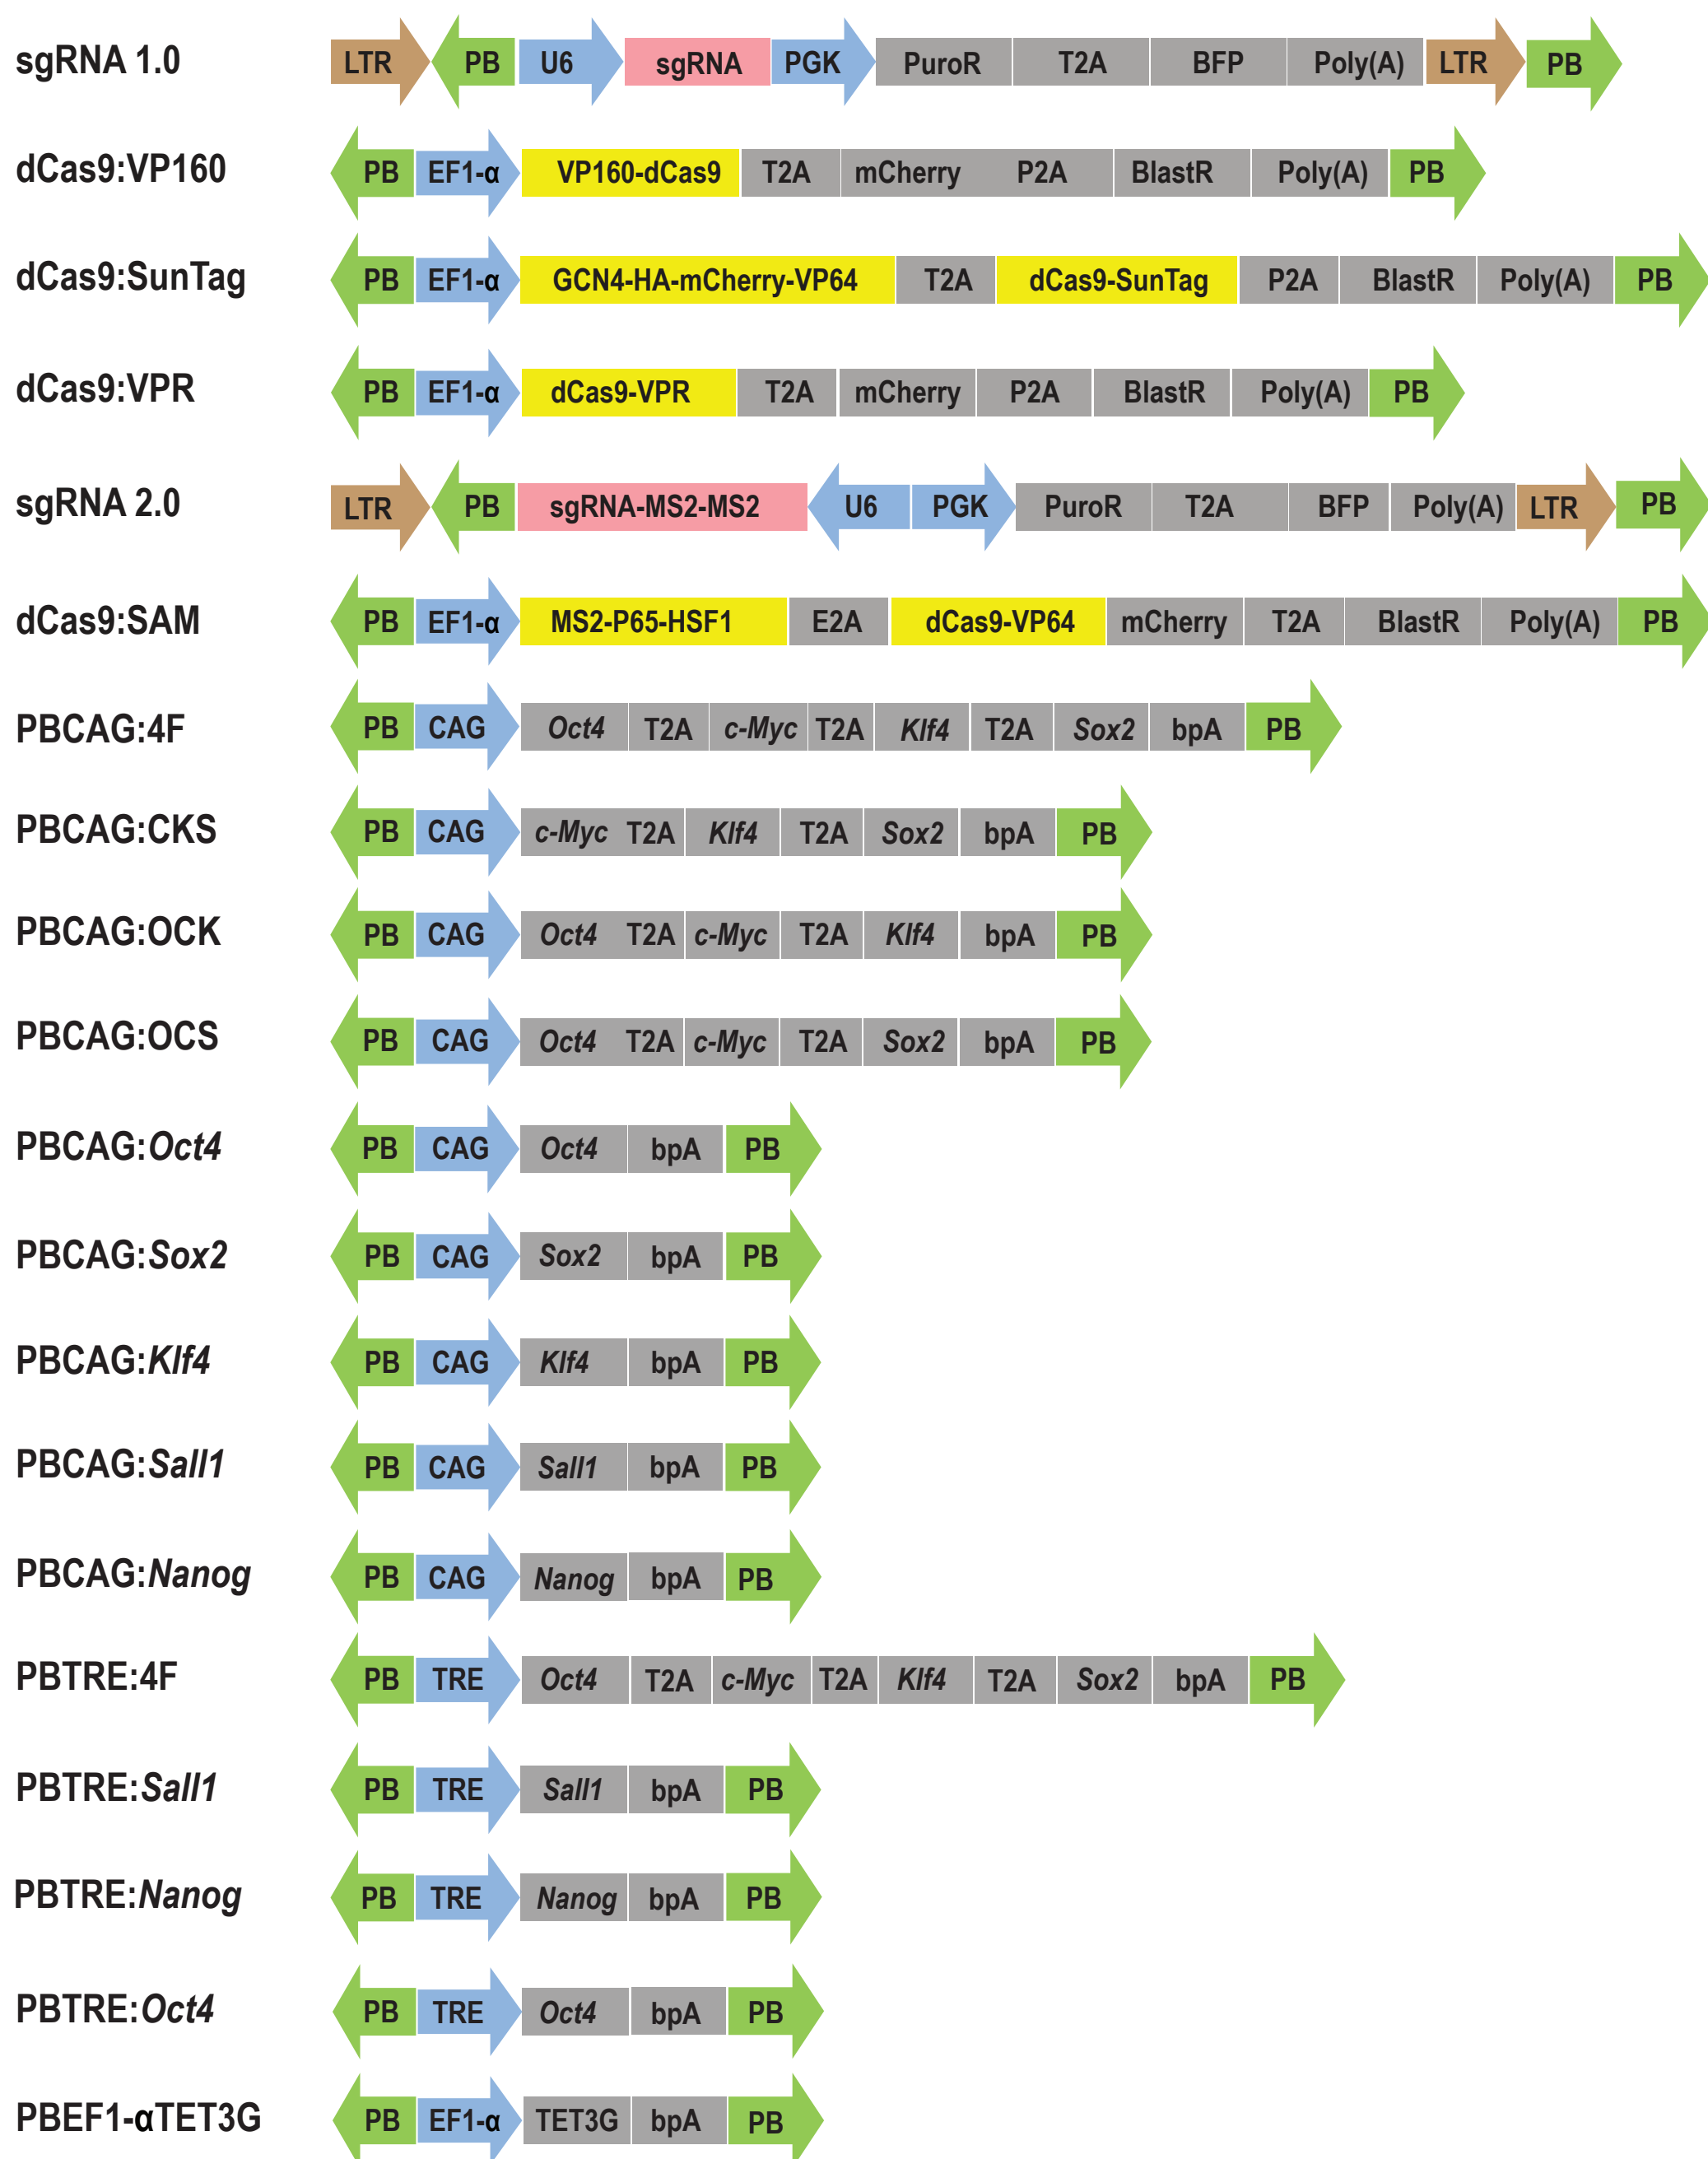 sgRNA 1.0 LTR PB U6 sgRNA PGK PuroR T2A BFP Poly(A) LTR PB
dCas9:VP160 PB EF1-α VP160-dCas9 T2A mCherry P2A BlastR Poly(A) PB
dCas9:SunTag PB EF1-α GCN4-HA-mCherry-VP64 T2A dCas9-SunTag P2A BlastR Poly(A) PB
dCas9:VPR PB EF1-α dCas9-VPR T2A mCherry P2A BlastR Poly(A) PB
sgRNA 2.0 LTR PB sgRNA-MS2-MS2 U6 PGK PuroR T2A BFP Poly(A) LTR PB
dCas9:SAM PB EF1-α MS2-P65-HSF1 E2A dCas9-VP64 mCherry T2A BlastR Poly(A) PB
PBCAG:4F PB CAG Oct4 T2A c-Myc T2A Klf4 T2A Sox2 bpA PB
PBCAG:CKS PB CAG c-Myc T2A Klf4 T2A Sox2 bpA PB
PBCAG:OCK PB CAG Oct4 T2A c-Myc T2A Klf4 bpA PB
PBCAG:OCS PB CAG Oct4 T2A c-Myc T2A Sox2 bpA PB
PBCAG:Oct4 PB CAG Oct4 bpA PB
PBCAG:Sox2 PB CAG Sox2 bpA PB
PBCAG:Klf4 PB CAG Klf4 bpA PB
PBCAG:Sall1 PB CAG Sall1 bpA PB
PBCAG:Nanog PB CAG Nanog bpA PB
PBTRE:4F PB TRE Oct4 T2A c-Myc T2A Klf4 T2A Sox2 bpA PB
PBTRE:Sall1 PB TRE Sall1 bpA PB
PBTRE:Nanog PB TRE Nanog bpA PB
PBTRE:Oct4 PB TRE Oct4 bpA PB
PBEF1-αTET3G PB EF1-α TET3G bpA PB